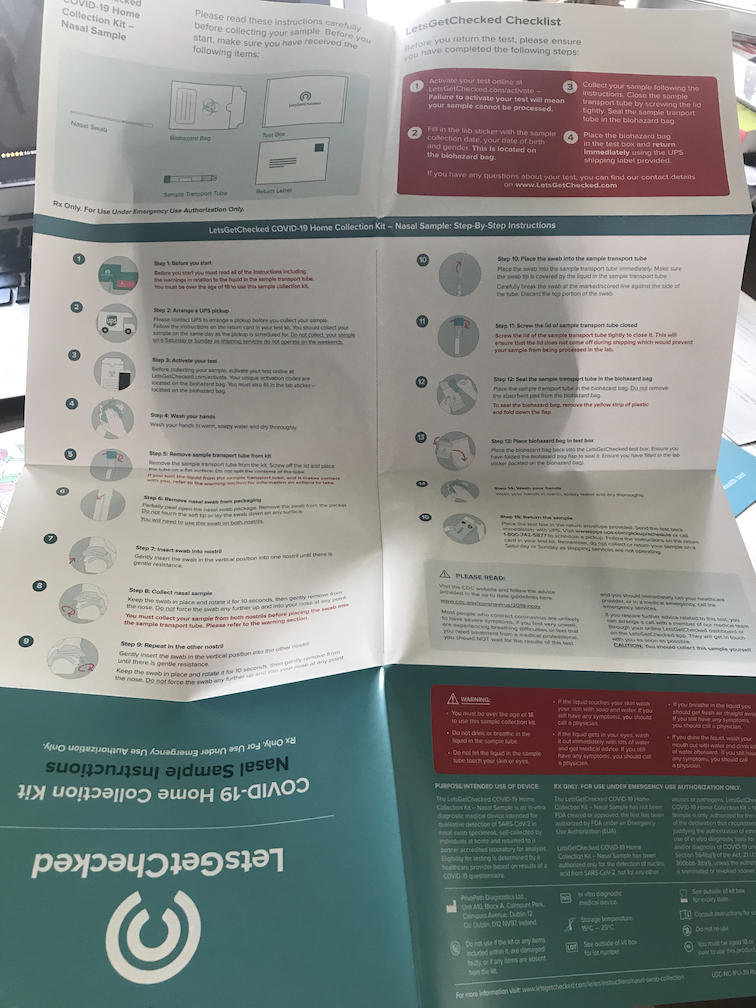 COVID-19 Home
Collection Kit –
Nasal Sample
Please read these instructions carefully
before collecting your sample. Before you
start, make sure you have received the
following items:
Nasal Swab
Biohazard Bag
Test Box
Sample Transport Tube
Return Label
Rx Only. For Use Under Emergency Use Authorization Only.
LetsGetChecked Checklist
Before you return the test, please ensure
you have completed the following steps:
1 Activate your test online at
LetsGetChecked.com/activate –
Failure to activate your test will mean
your sample cannot be processed.
2 Fill in the lab sticker with the sample
collection date, your date of birth
and gender. This is located on
the biohazard bag.
3 Collect your sample following the
instructions. Close the sample
transport tube by screwing the lid
tightly. Seal the sample tranport
tube in the biohazard bag.
4 Place the biohazard bag
in the test box and return
immediately using the UPS
shipping label provided.
If you have any questions about your test, you can find our contact details
on www.LetsGetChecked.com
LetsGetChecked COVID-19 Home Collection Kit – Nasal Sample: Step-By-Step Instructions
1 Step 1: Before you start
Before you start you must read all of the instructions including
the warnings in relation to the liquid in the sample transport tube.
You must be over the age of 18 to use this sample collection kit.
2 Step 2: Arrange a UPS pickup
Please contact UPS to arrange a pickup before you collect your sample.
Follow the instructions on the return card in your test kit. You should collect your
sample on the same day as the pickup is scheduled for. Do not collect your sample
on a Saturday or Sunday as shipping services do not operate on the weekends.
3 Step 3: Activate your test
Before collecting your sample, activate your test online at
LetsGetChecked.com/activate. Your unique activation codes are
located on the biohazard bag. You must also fill in the lab sticker –
located on the biohazard bag.
4 Step 4: Wash your hands
Wash your hands in warm, soapy water and dry thoroughly.
5 Step 5: Remove sample transport tube from kit
Remove the sample transport tube from the kit. Screw off the lid and place
the tube on a flat surface. Do not spill the contents of the tube.
If you spill the liquid from the sample transport tube, and it makes contact
with you, refer to the warning section for information on actions to take.
6 Step 6: Remove nasal swab from packaging
Partially peel open the nasal swab package. Remove the swab from the packet
Do not touch the soft tip or lay the swab down on any surface.
You will need to use this swab on both nostrils.
7 Step 7: Insert swab into nostril
Gently insert the swab in the vertical position into one nostril until there is
gentle resistance.
8 Step 8: Collect nasal sample
Keep the swab in place and rotate it for 10 seconds, then gently remove from
the nose. Do not force the swab any further up and into your nose at any point.
You must collect your sample from both nostrils before placing the swab into
the sample transport tube. Please refer to the warning section.
9 Step 9: Repeat in the other nostril
Gently insert the swab in the vertical position into the other nostril
until there is gentle resistance.
Keep the swab in place and rotate it for 10 seconds, then gently remove from
the nose. Do not force the swab any further up and into your nose at any point.
10 Step 10: Place the swab into the sample transport tube
Place the swab into the sample transport tube immediately. Make sure
the swab tip is covered by the liquid in the sample transport tube.
Carefully break the swab at the marked/scored line against the side of
the tube. Discard the top portion of the swab.
11 Step 11: Screw the lid of sample transport tube closed
Screw the lid of sample transport tube tightly to close it. This will
ensure that the lid does not come off during shipping which would prevent
your sample from being processed in the lab.
12 Step 12: Seal the sample transport tube in the biohazard bag
Place the sample transport tube in the biohazard bag. Do not remove
the absorbent pad from the biohazard bag.
To seal the biohazard bag, remove the yellow strip of plastic
and fold down the flap.
13 Step 13: Place biohazard bag in test box
Place the biohazard bag back into the LetsGetChecked test box. Ensure you
have folded the biohazard bag flap to seal it. Ensure you have filled in the lab
sticker (located on the biohazard bag).
14 Step 14: Wash your hands
Wash your hands in warm, soapy water and dry thoroughly.
15 Step 15: Return the sample
Place the test box in the return envelope provided. Send the test back
immediately with UPS. Visit wwwapps.ups.com/pickup/schedule or call
1-800-742-5877 to schedule a pickup. Follow the instructions on the return
card in your test kit. Remember, do not collect or return your sample on a
Saturday or Sunday as shipping services are not operating.
PLEASE READ:
Visit the CDC website and follow the advice
provided in the up to date guidelines here:
www.cdc.gov/coronavirus/2019-ncov
Most people who contract coronavirus are unlikely
to have severe symptoms. If you feel very unwell,
are experiencing breathing difficulties or feel that
you need treatment from a medical professional,
you should NOT wait for the results of this test
and you should immediately call your healthcare
provider, or in a medical emergency, call the
emergency services.
If you require further advice related to this test, you
can arrange a call with a member of our medical team
through your online LetsGetChecked dashboard or
on the LetsGetChecked app. They will get in touch
with you as soon as possible.
CAUTION: You should collect this sample yourself.
WARNING:
• You must be over the age of 18
to use this sample collection kit.
• Do not drink or breathe in the
liquid in the sample tube.
• Do not let the liquid in the sample
tube touch your skin or eyes.
• If the liquid touches your skin wash
your skin with soap and water. If you
still have any symptoms, you should
call a physician.
• If the liquid gets in your eyes, wash
it out immediately with lots of water
and get medical advice. If you still
have any symptoms, you should call
a physician.
• If you breathe in the liquid you
should get fresh air straight away
If you still have any symptoms,
you should call a physician.
• If you drink the liquid, wash your
mouth out with water and drink lots
of water afterward. If you still have
any symptoms, you should call
a physician.
PURPOSE/INTENDED USE OF DEVICE:
The LetsGetChecked COVID-19 Home
Collection Kit – Nasal Sample is an in-vitro
diagnostic medical device intended for
qualitative detection of SARS-CoV-2 in
nasal swab specimens, self-collected by
individuals at home and returned to a
partner accredited laboratory for analysis.
Eligibility for testing is determined by a
healthcare provider based on results of a
COVID-19 questionnaire.
RX ONLY. FOR USE UNDER EMERGENCY USE AUTHORIZATION ONLY.
The LetsGetChecked COVID-19 Home
Collection Kit – Nasal Sample has not been
FDA cleared or approved, the test has been
authorized by FDA under an Emergency
Use Authorization (EUA)
LetsGetChecked COVID-19 Home
Collection Kit – Nasal Sample has been
authorized only for the detection of nucleic
acid from SARS-CoV-2, not for any other
viruses or pathogens. LetsGetChecked
COVID-19 Home Collection Kit –
Sample is only authorized for the
of the declaration that circumstances
justifying the authorization of emergency
use of in vitro diagnostic tests for
and/or diagnosis of COVID-19 under
Section 564(b)(1) of the Act, 21 U.S.
300bbb-3(b)(1), unless the authorization
is terminated or revoked sooner.
PrivaPath Diagnostics Ltd.,
Unit A10, Block A, Calmount Park,
Calmount Avenue, Dublin 12,
Co. Dublin, D12 NV97, Ireland.
Do not use if the kit or any items
included within it, are damaged,
faulty, or if any items are absent
from the kit.
IVD In vitro diagnostic
medical device.
Storage temperature:
15°C – 25°C
LOT See outside of kit box
for lot number.
See outside of kit box
for expiry date.
Consult instructions for use
Do not re-use
You must be aged 18 or
over to use this product.
For more information visit: www.letsgetchecked.com/ie/en/instructions/nasal-swab-collection
LetsGetChecked
COVID-19 Home Collection Kit
Nasal Sample Instructions
Rx Only. For Use Under Emergency Use Authorization Only.